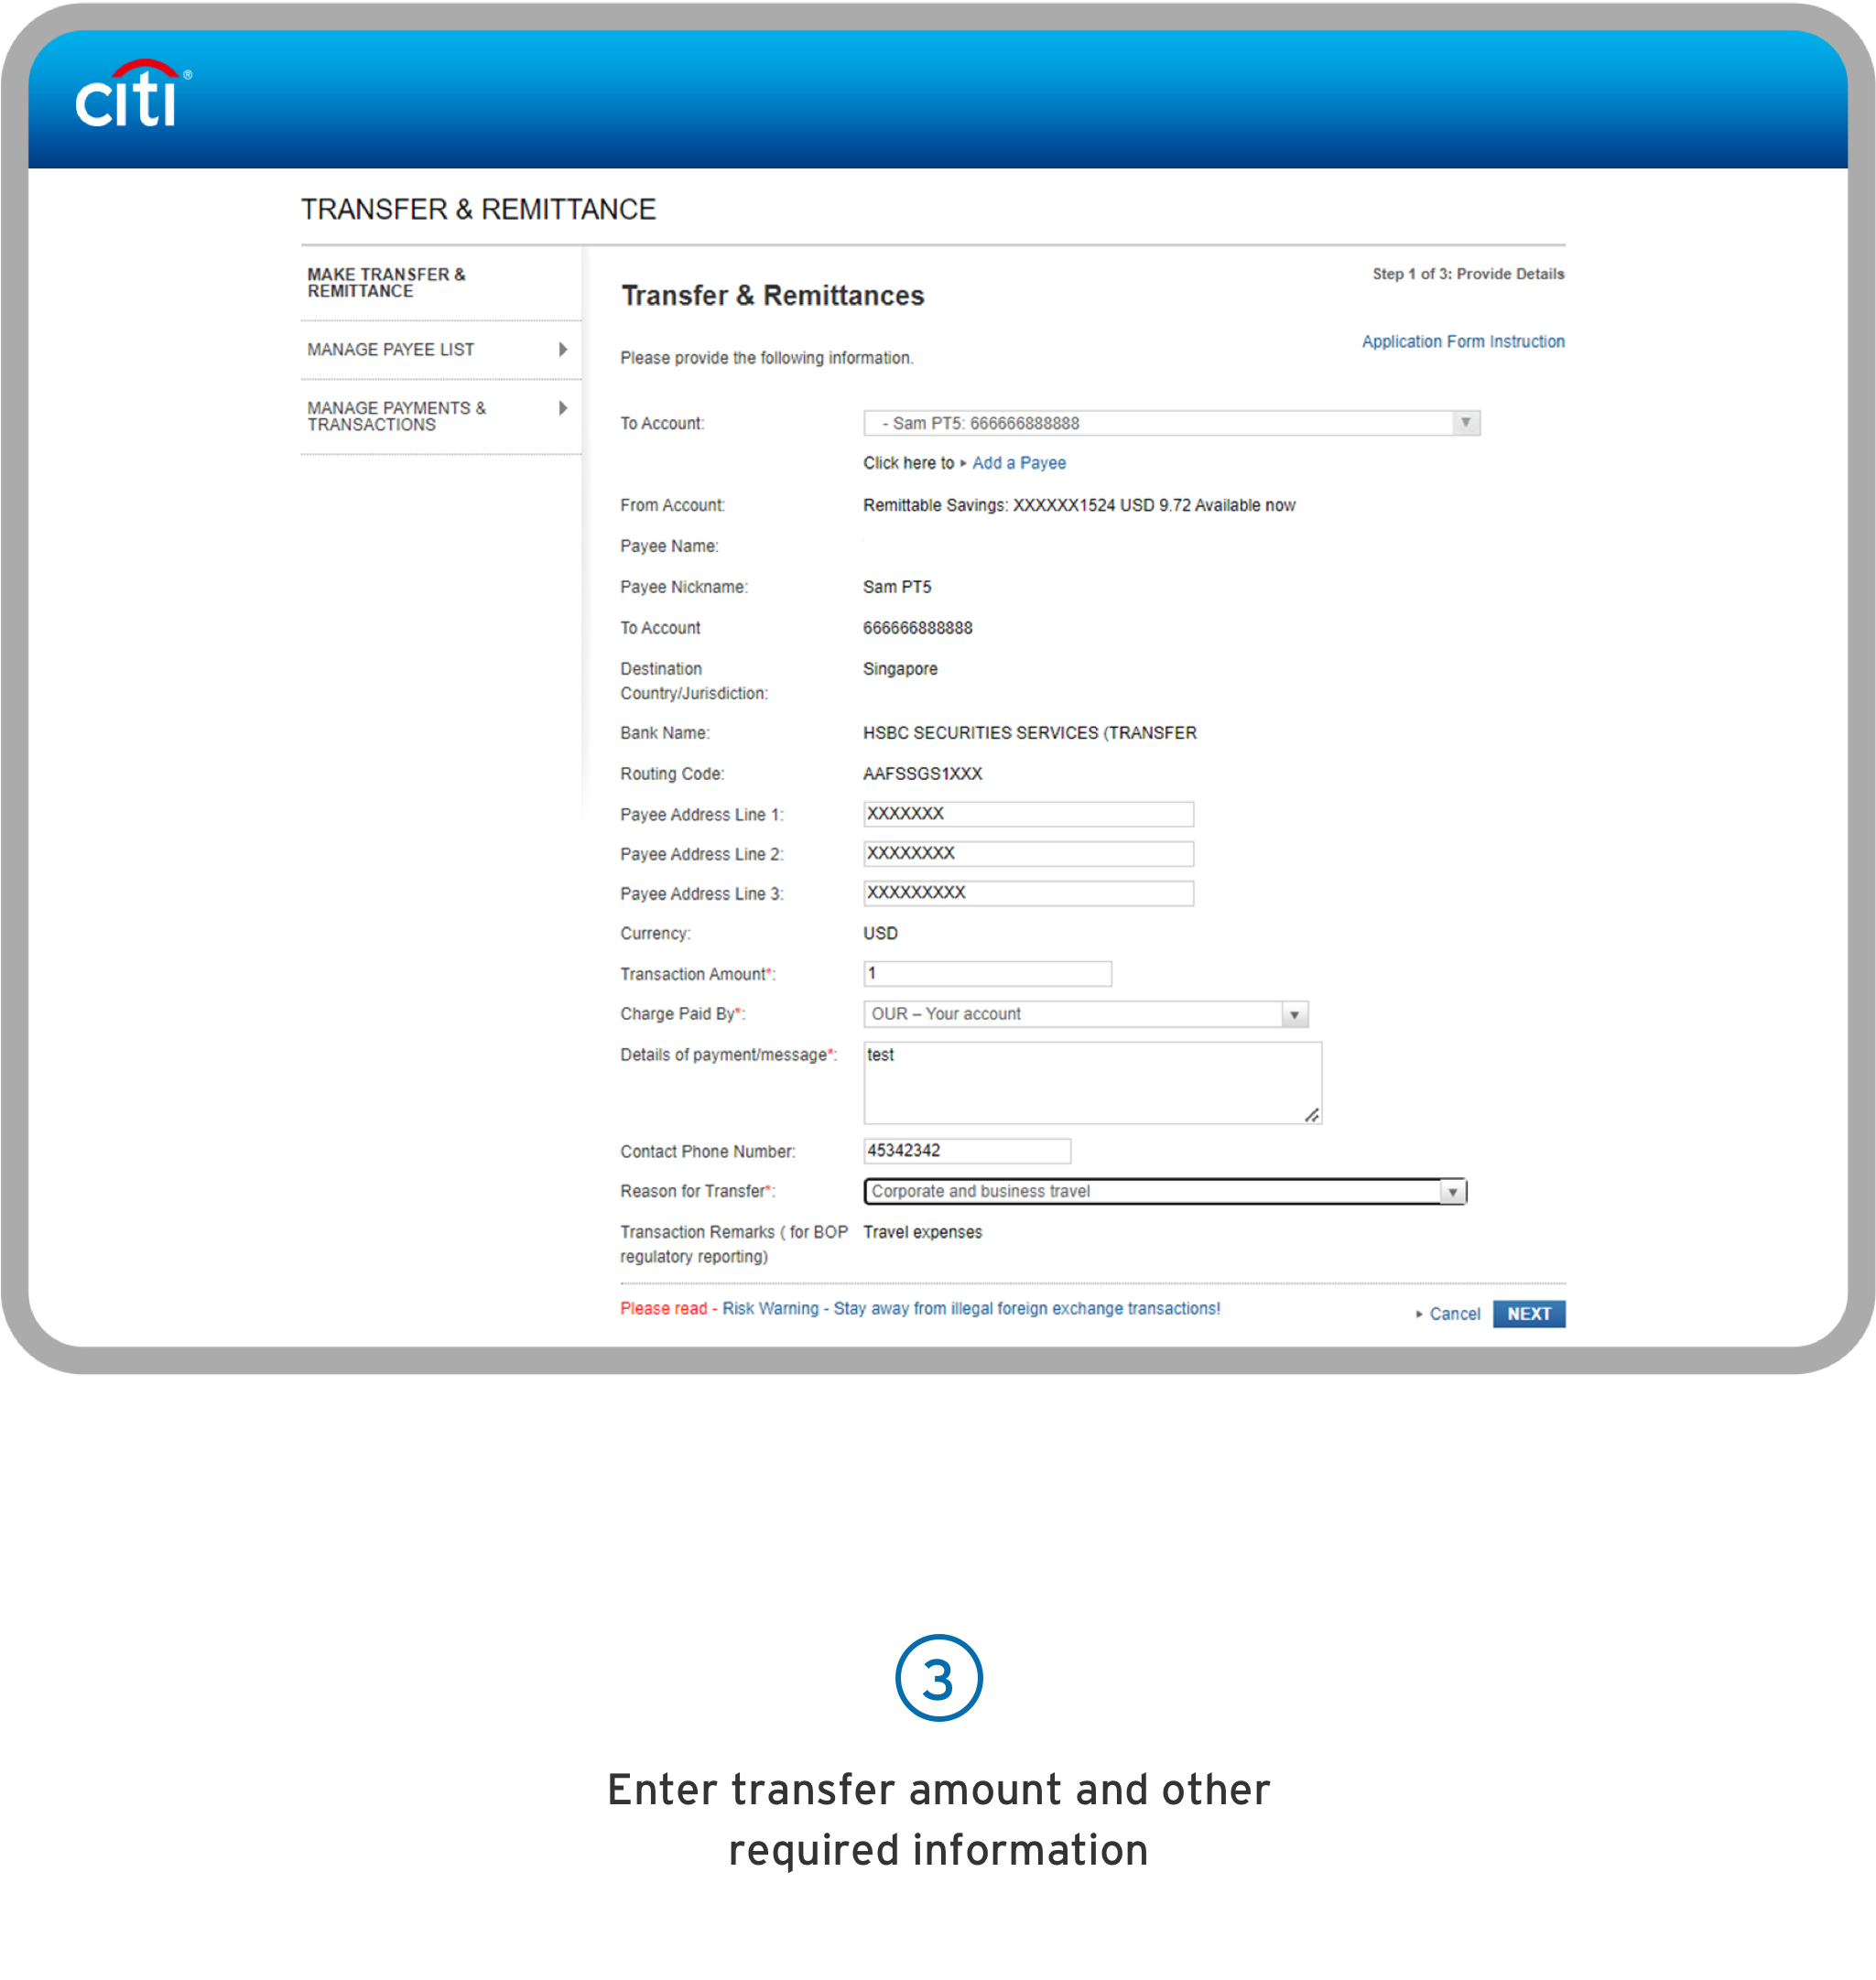 citi®
TRANSFER & REMITTANCE
MAKE TRANSFER &
REMITTANCE
MANAGE PAYEE LIST
MANAGE PAYMENTS &
TRANSACTIONS
Step 1 of 3: Provide Details
Transfer & Remittances
Application Form Instruction
Please provide the following information.
To Account: - Sam PT5: 666666888888
Click here to ▸ Add a Payee
From Account: Remittable Savings: XXXXXX1524 USD 9.72 Available now
Payee Name:
Payee Nickname: Sam PT5
To Account 666666888888
Destination Singapore
Country/Jurisdiction:
Bank Name: HSBC SECURITIES SERVICES (TRANSFER
Routing Code: AAFSSGS1XXX
Payee Address Line 1: XXXXXXX
Payee Address Line 2: XXXXXXXX
Payee Address Line 3: XXXXXXXXX
Currency: USD
Transaction Amount*: 1
Charge Paid By*: OUR – Your account
Details of payment/message*: test
Contact Phone Number: 45342342
Reason for Transfer*: Corporate and business travel
Transaction Remarks ( for BOP Travel expenses
regulatory reporting)
Please read - Risk Warning - Stay away from illegal foreign exchange transactions!
▸ Cancel NEXT
3
Enter transfer amount and other
required information